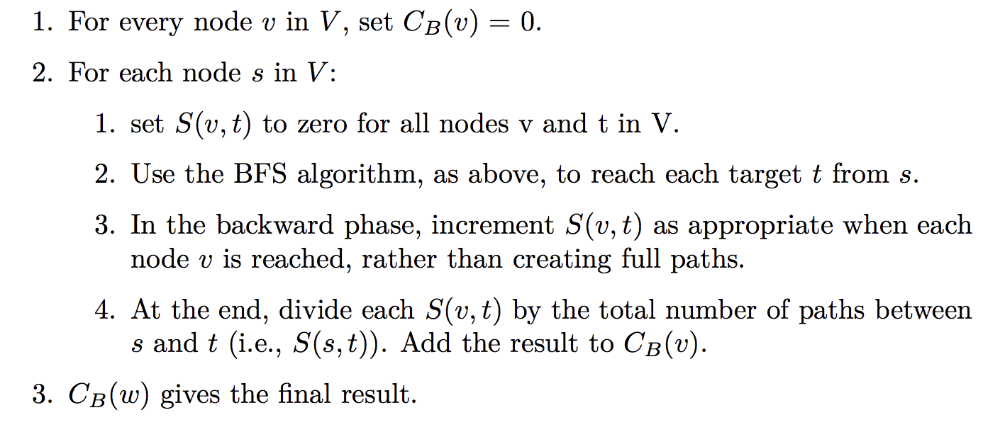 1. For every node v in V, set C_B(v) = 0.
2. For each node s in V:
1. set S(v, t) to zero for all nodes v and t in V.
2. Use the BFS algorithm, as above, to reach each target t from s.
3. In the backward phase, increment S(v, t) as appropriate when each
node v is reached, rather than creating full paths.
4. At the end, divide each S(v, t) by the total number of paths between
s and t (i.e., S(s, t)). Add the result to C_B(v).
3. C_B(w) gives the final result.